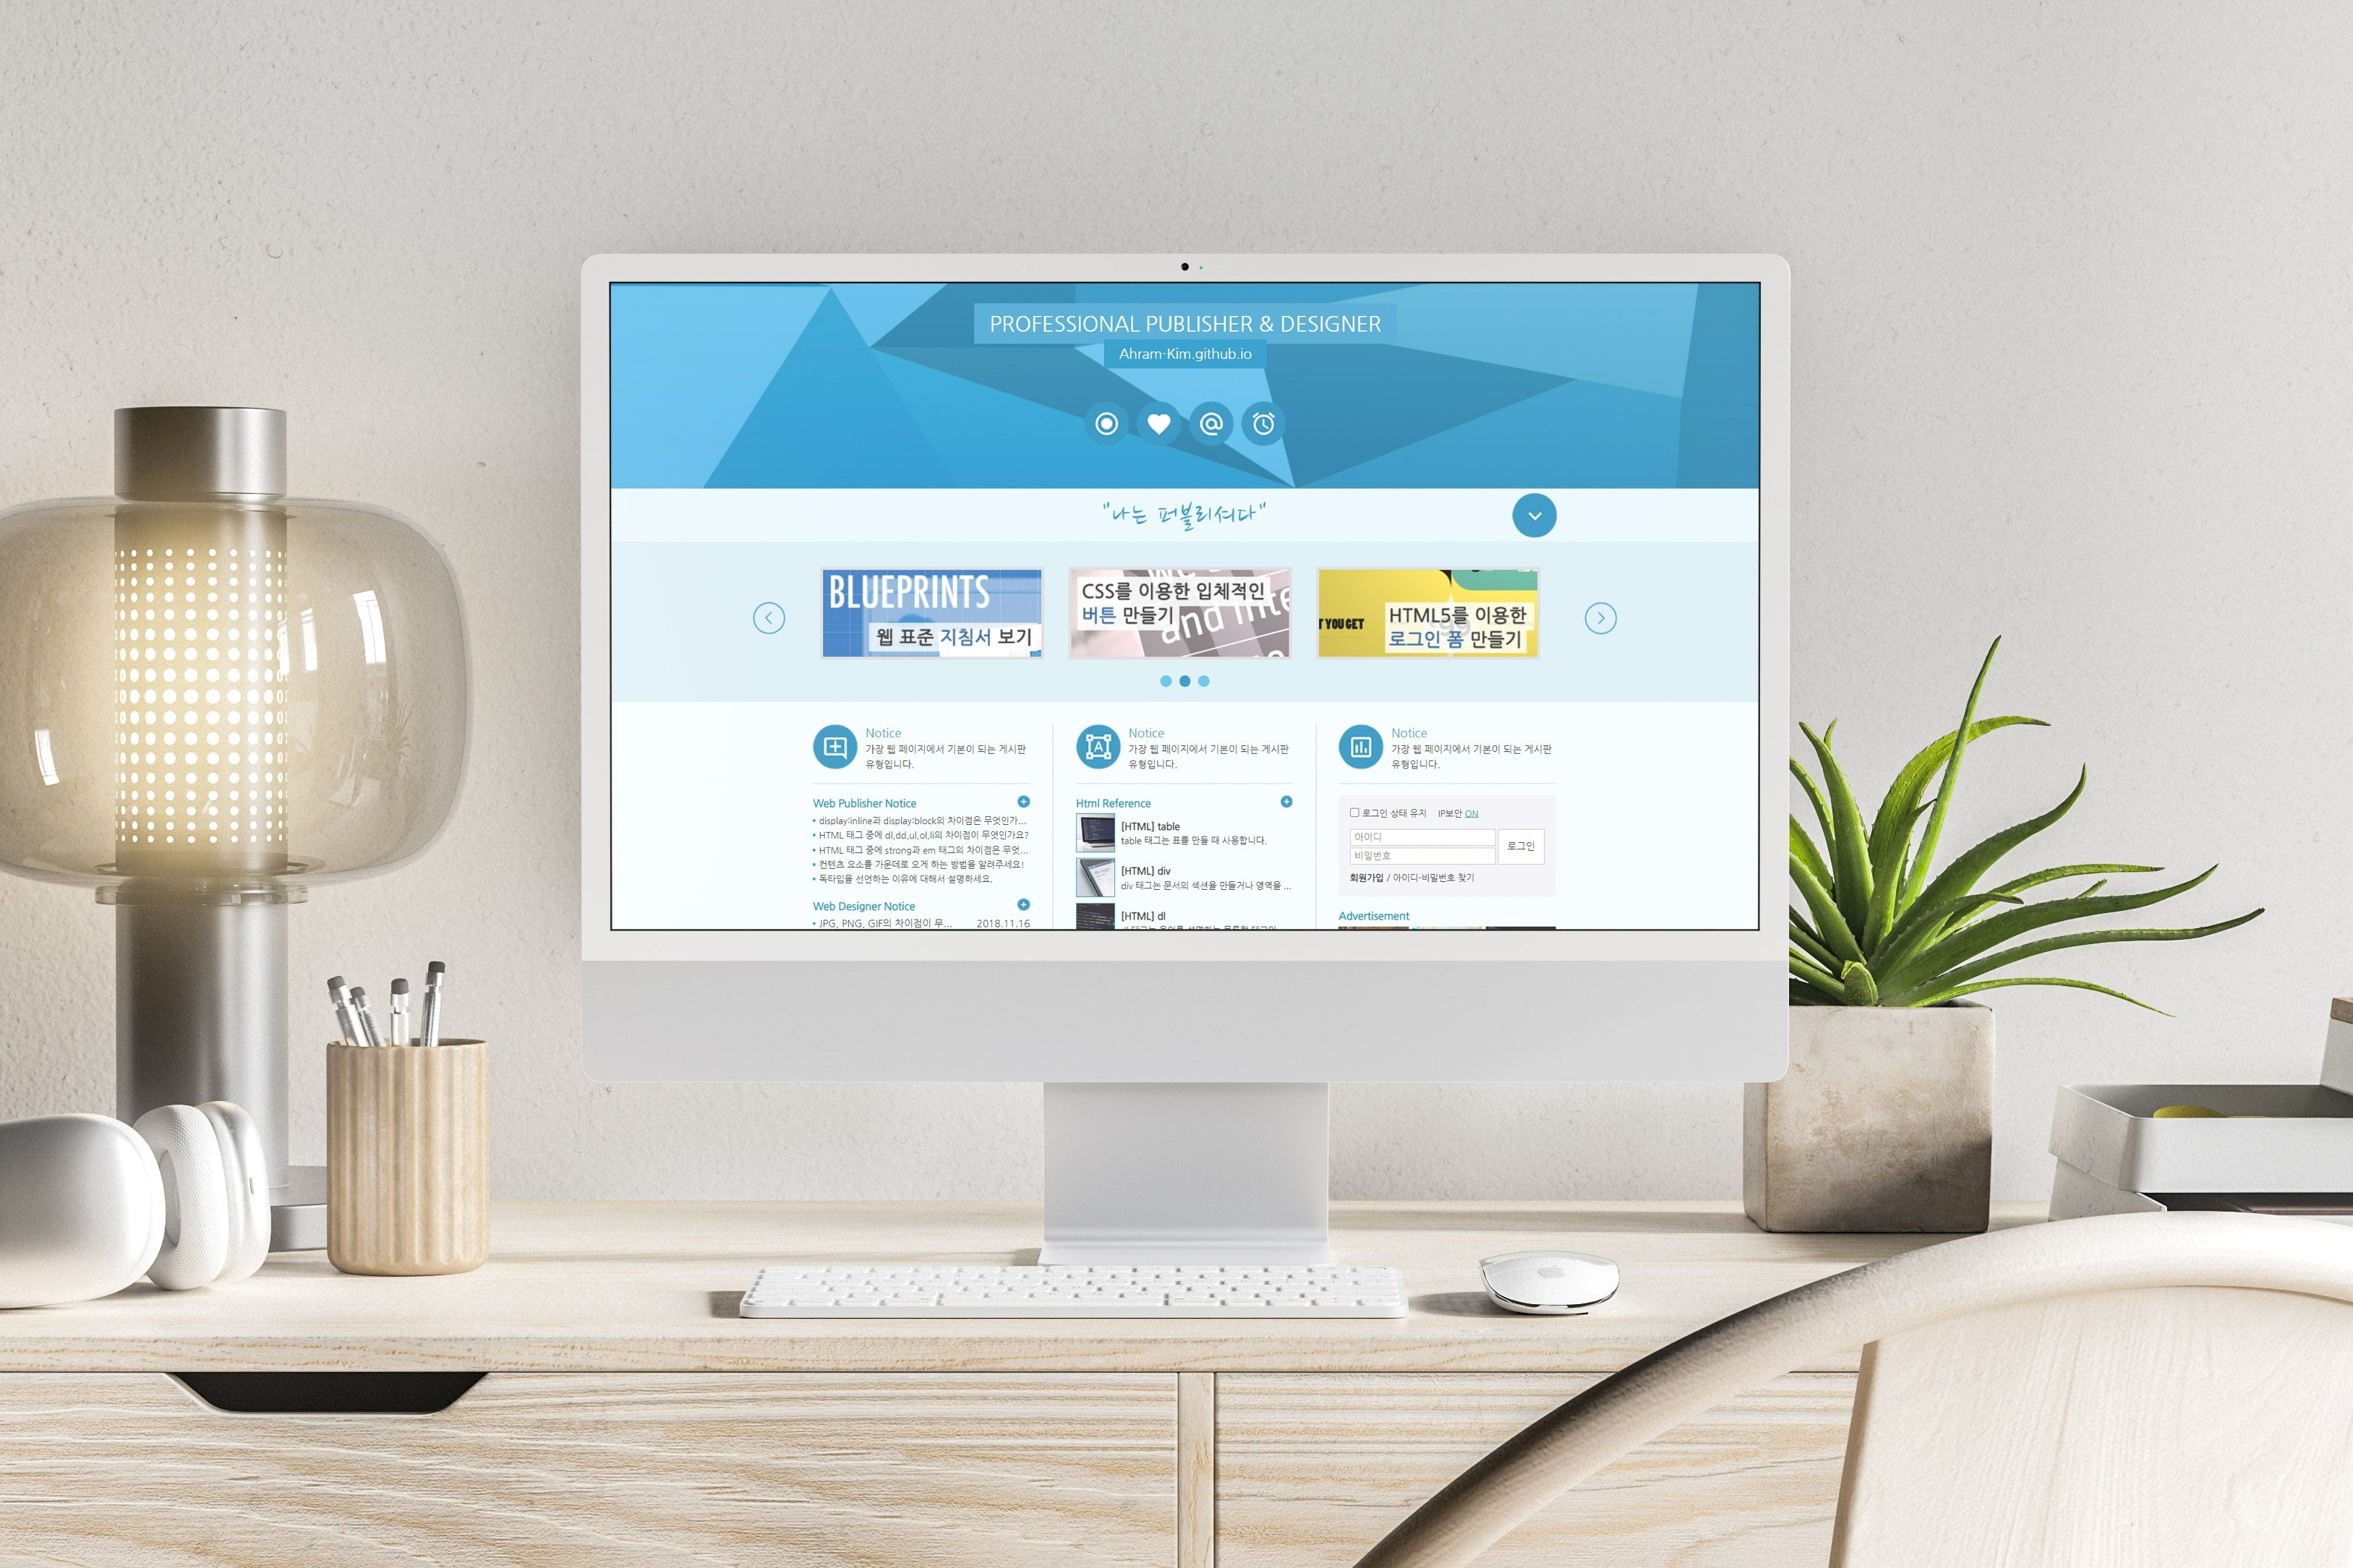 PROFESSIONAL PUBLISHER & DESIGNER
Ahram-Kim.github.io
"나는 퍼블리셔다"
BLUEPRINTS
웹 표준 지침서 보기
CSS를 이용한 입체적인
버튼 만들기
and inte
T YOU GET
HTML5를 이용한
로그인 폼 만들기
Notice
가장 웹 페이지에서 기본이 되는 게시판
유형입니다.
Web Publisher Notice
• display:inline과 display:block의 차이점은 무엇인가...
• HTML 태그 중에 dl,dd,ul,ol,li의 차이점이 무엇인가요?
• HTML 태그 중에 strong과 em 태그의 차이점은 무엇...
• 컨텐츠 요소를 가운데로 오게 하는 방법을 알려주세요!
• 독타입을 선언하는 이유에 대해서 설명하세요.
Web Designer Notice
• JPG, PNG, GIF의 차이점이 무... 2018.11.16
Notice
가장 웹 페이지에서 기본이 되는 게시판
유형입니다.
Html Reference
[HTML] table
table 태그는 표를 만들 때 사용합니다.
[HTML] div
div 태그는 문서의 섹션을 만들거나 영역을 ...
[HTML] dl
Notice
가장 웹 페이지에서 기본이 되는 게시판
유형입니다.
로그인 상태 유지 IP보안 ON
아이디
비밀번호
로그인
회원가입 / 아이디·비밀번호 찾기
Advertisement